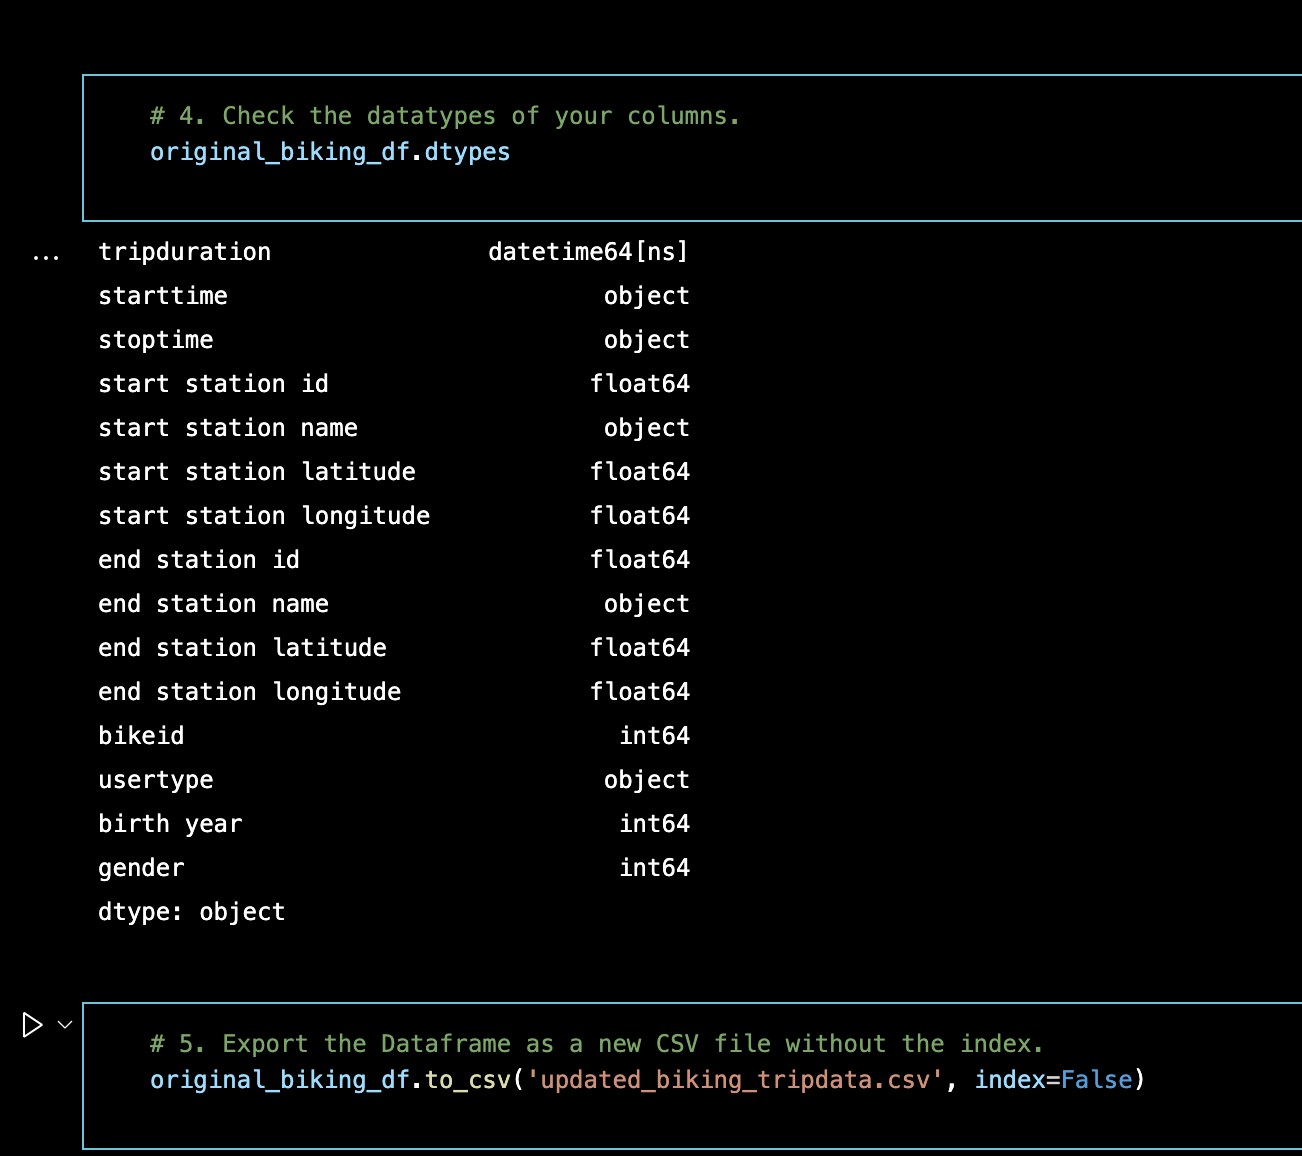 # 4. Check the datatypes of your columns.
original_biking_df.dtypes
...
tripduration datetime64[ns]
starttime object
stoptime object
start station id float64
start station name object
start station latitude float64
start station longitude float64
end station id float64
end station name object
end station latitude float64
end station longitude float64
bikeid int64
usertype object
birth year int64
gender int64
dtype: object
# 5. Export the Dataframe as a new CSV file without the index.
original_biking_df.to_csv('updated_biking_tripdata.csv', index=False)